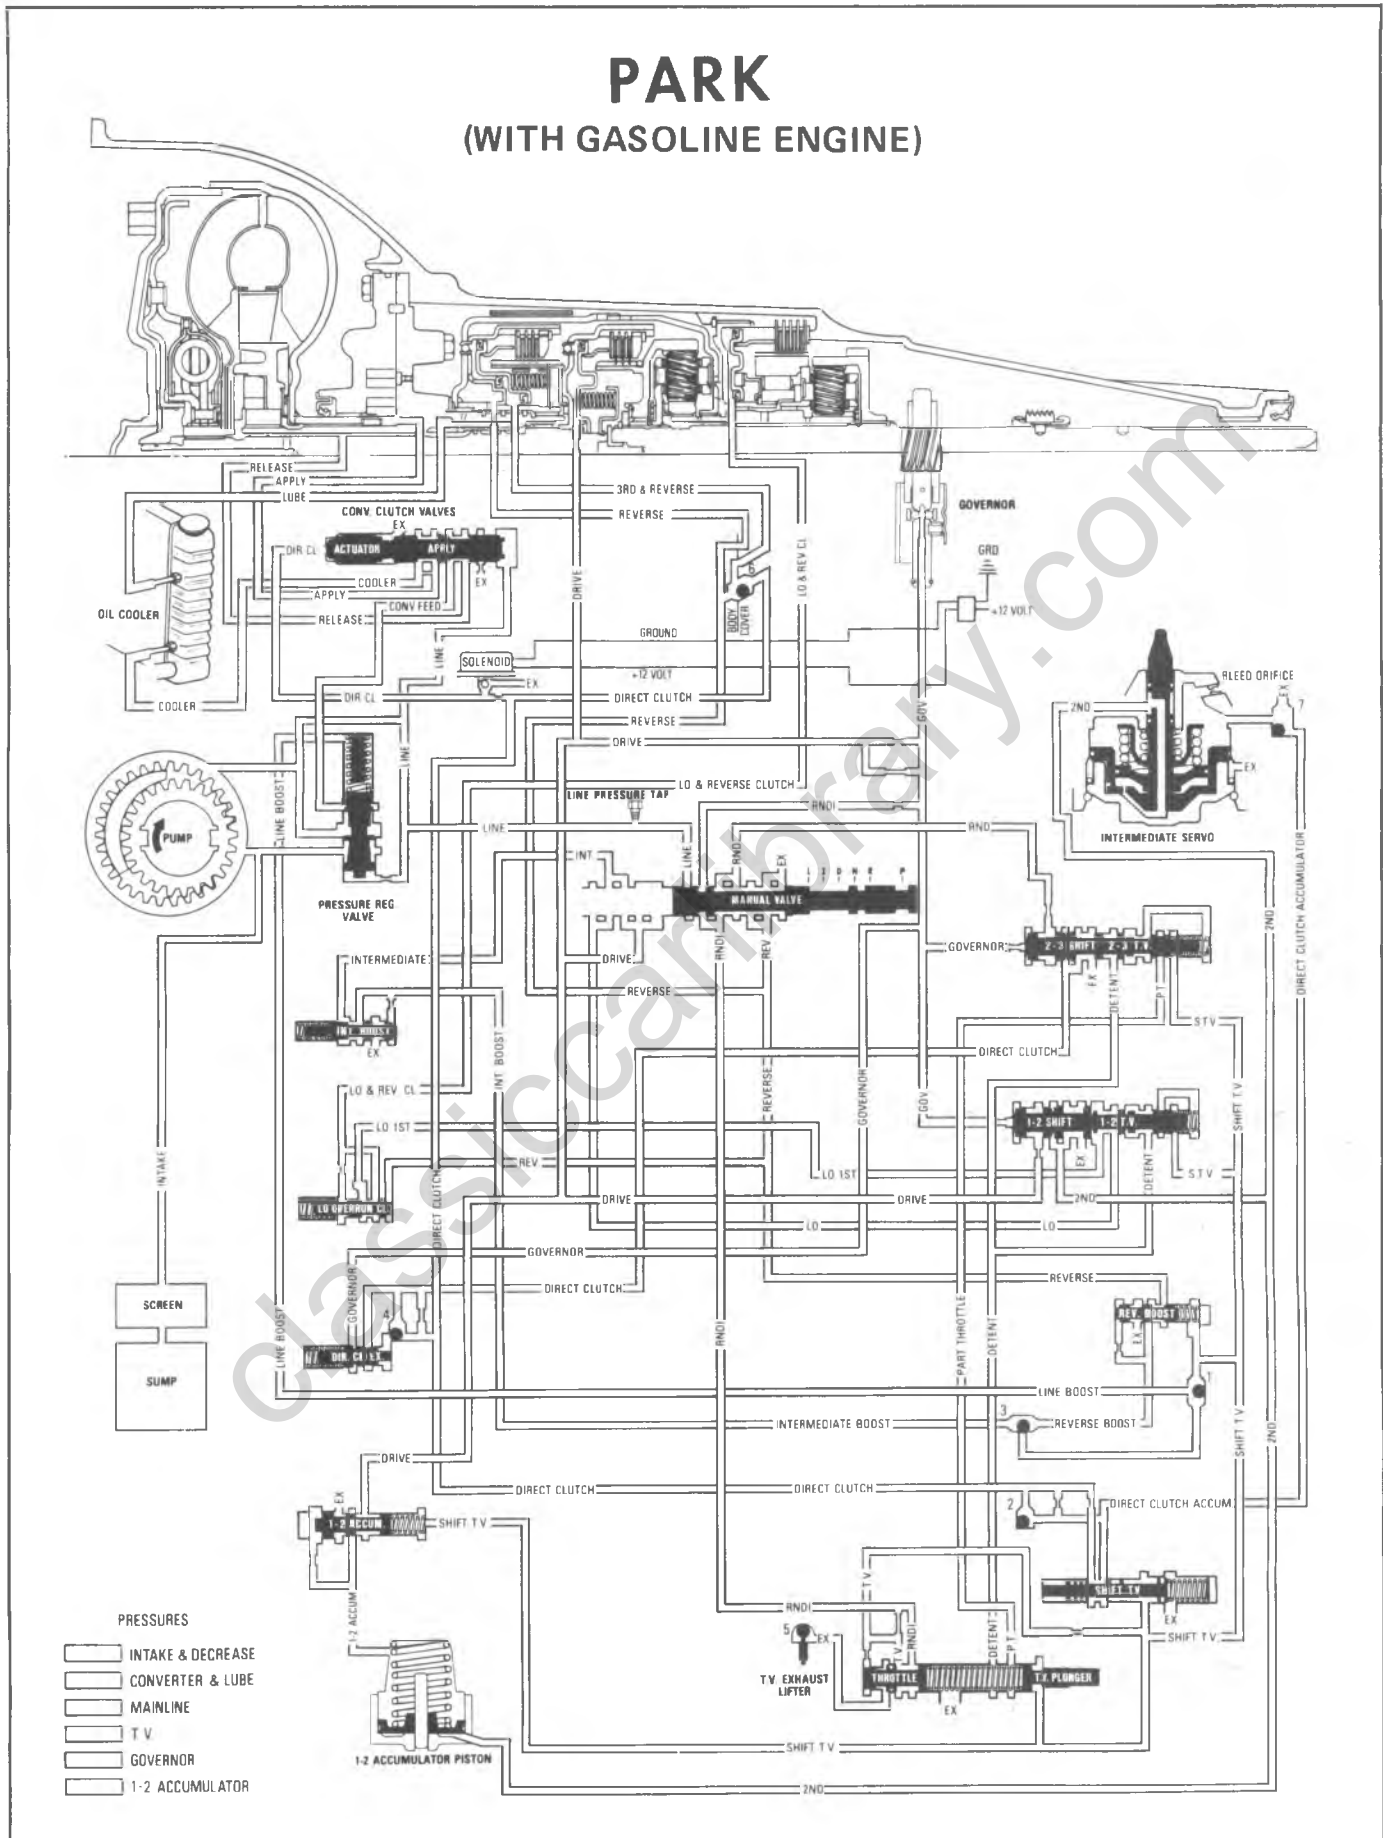 PARK
(WITH GASOLINE ENGINE)
RELEASE
APPLY
LUBE
3RD & REVERSE
REVERSE
CONV. CLUTCH VALVES
EX
GOVERNOR
DIR CL
ACTUATOR
APPLY
GRD
LO & REV CL
6
COOLER
EX
DRIVE
APPLY
CONV FEED
+12 VOLT
OIL COOLER
RELEASE
BODY
COVER
GROUND
LINE
SOLENOID
+12 VOLT
BLEED ORIFICE
EX
EX
7
DIR CL
DIRECT CLUTCH
COOLER
2ND
REVERSE
GOV
DRIVE
LINE
EX
LO & REVERSE CLUTCH
LINE PRESSURE TAP
RNDI
LINE BOOST
PUMP
LINE
RND
INTERMEDIATE SERVO
INT
LINE
RND
EX
L I D N R P
MANUAL VALVE
PRESSURE REG
VALVE
DIRECT CLUTCH ACCUMULATOR
2ND
RNDI
REV
GOVERNOR
2-3 SHIFT
2-3 T.V.
INTERMEDIATE
DRIVE
EX
DETENT
PT
REVERSE
S.T.V
INT. BOOST
EX
INT. BOOST
DIRECT CLUTCH
LO & REV. CL
REVERSE
GOVERNOR
GOV
SHIFT T.V.
1-2 SHIFT
1-2 T.V.
LO 1ST
INTAKE
REV
LO 1ST
EX
DETENT
S.T.V
DRIVE
DRIVE
2ND
LO OVERRUN CL
DIRECT CLUTCH
LO
LO
GOVERNOR
GOVERNOR
DIRECT CLUTCH
REVERSE
SCREEN
4
REV. BOOST
EX
LINE BOOST
RNDI
PART THROTTLE
DETENT
DIR. CL. EX.
SUMP
LINE BOOST
1
3
INTERMEDIATE BOOST
REVERSE BOOST
SHIFT T.V
2ND
DRIVE
DIRECT CLUTCH
DIRECT CLUTCH
EX
2
DIRECT CLUTCH ACCUM
1-2 ACCUM.
SHIFT T.V
T.V.
SHIFT T.V
1-2 ACCUM
RNDI
EX
PRESSURES
5
EX
SHIFT T.V.
T.V.
RNDI
DETENT
P.T
INTAKE & DECREASE
T.V. EXHAUST
LIFTER
THROTTLE
T.V. PLUNGER
CONVERTER & LUBE
MAINLINE
EX
T.V.
SHIFT T.V
GOVERNOR
1-2 ACCUMULATOR PISTON
1-2 ACCUMULATOR
2ND
classiccarlibrary.com